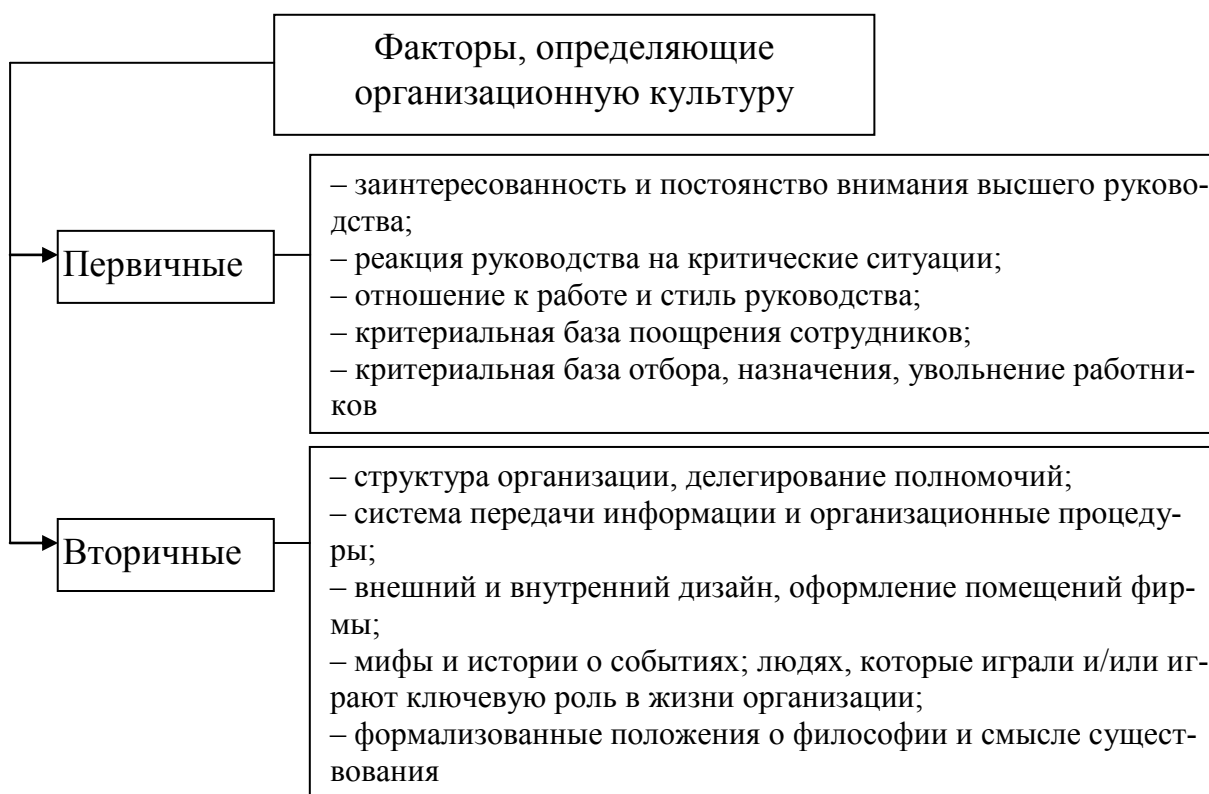 Факторы, определяющие
организационную культуру
Первичные
– заинтересованность и постоянство внимания высшего руково-
дства;
– реакция руководства на критические ситуации;
– отношение к работе и стиль руководства;
– критериальная база поощрения сотрудников;
– критериальная база отбора, назначения, увольнение работни-
ков
Вторичные
– структура организации, делегирование полномочий;
– система передачи информации и организационные процеду-
ры;
– внешний и внутренний дизайн, оформление помещений фир-
мы;
– мифы и истории о событиях; людях, которые играли и/или иг-
рают ключевую роль в жизни организации;
– формализованные положения о философии и смысле сущест-
вования